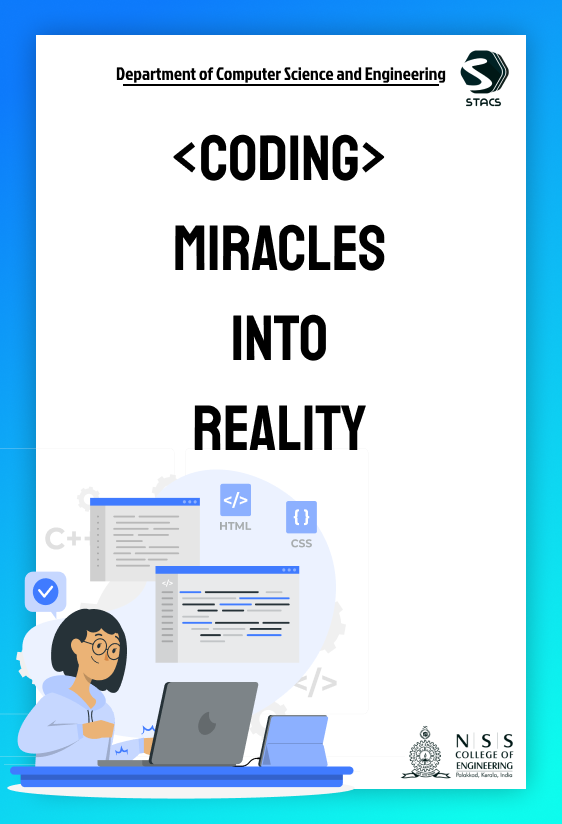 Department of Computer Science and Engineering
STACS
<CODING>
MIRACLES
INTO
REALITY
</>
HTML
{ }
CSS
C++
</>
</>
N|S|S
COLLEGE OF
ENGINEERING
Palakkad, Kerala, India